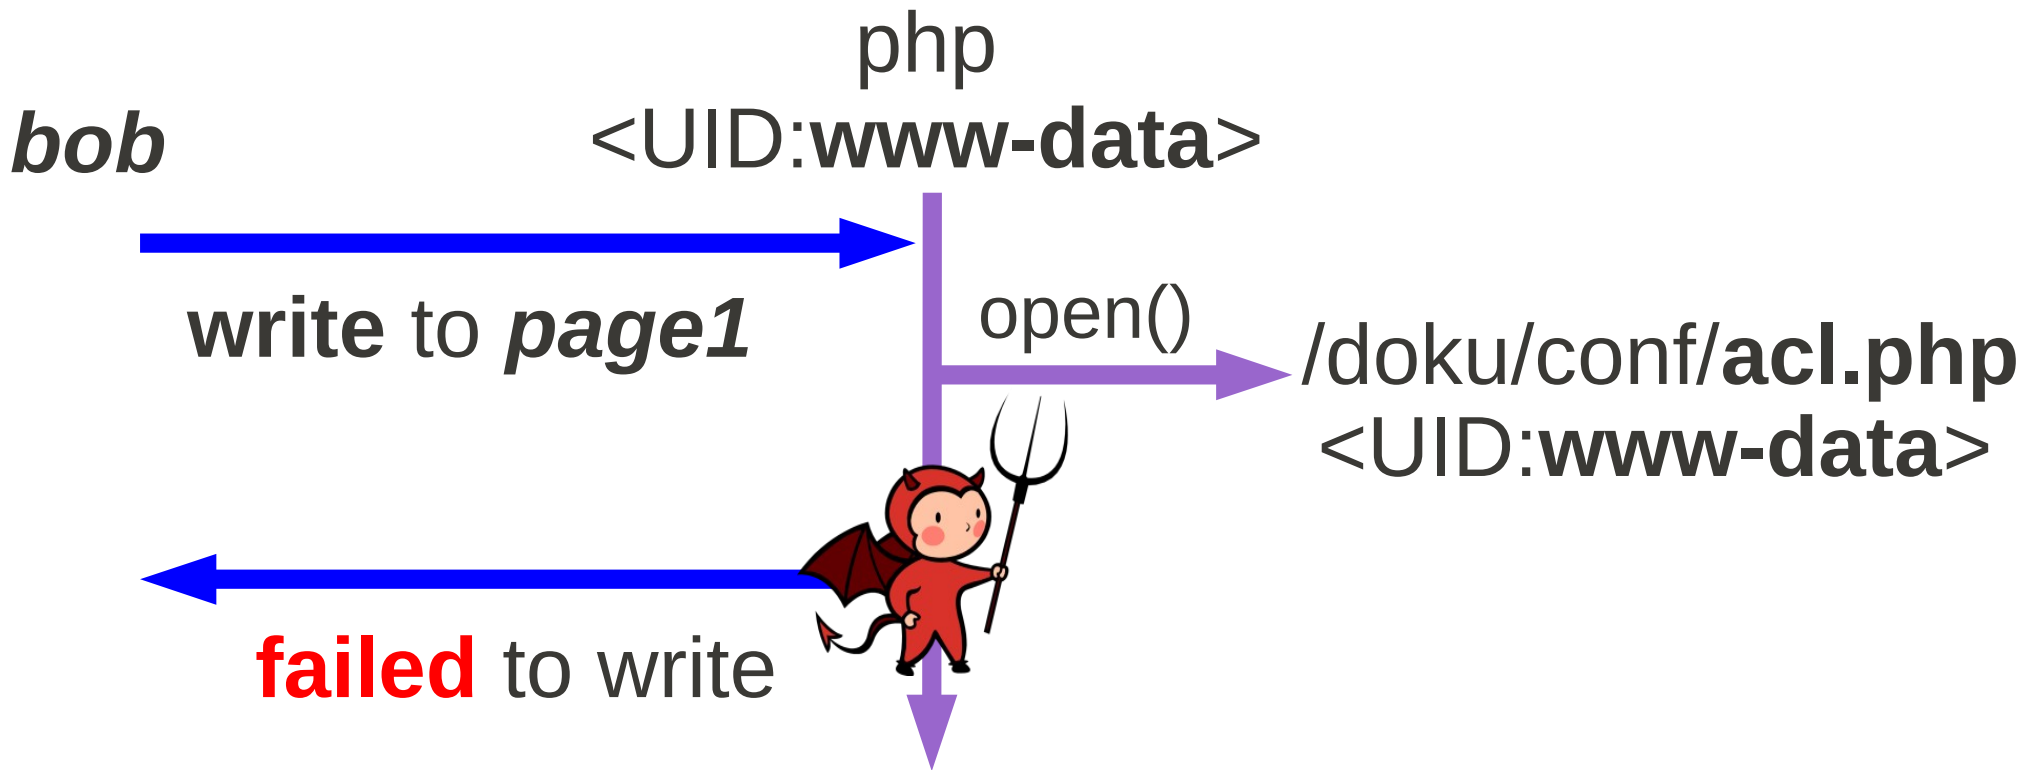 php
<UID:www-data>
bob
write to page1
open()
/doku/conf/acl.php
<UID:www-data>
failed to write